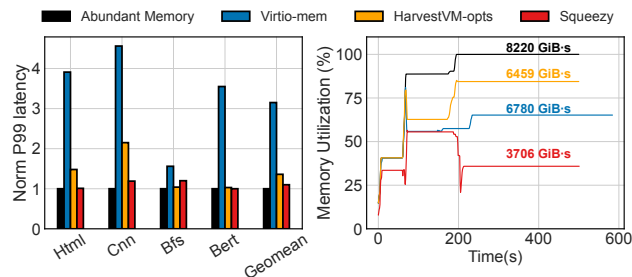 Abundant Memory Virtio-mem HarvestVM-opts Squeezy
Norm P99 latency
4
3
2
1
0
Html Cnn Bfs Bert Geomean
Memory Utilization (%)
100
75
50
25
0
8220 GiB·s
6459 GiB·s
6780 GiB·s
3706 GiB·s
0 200 400 600
Time(s)